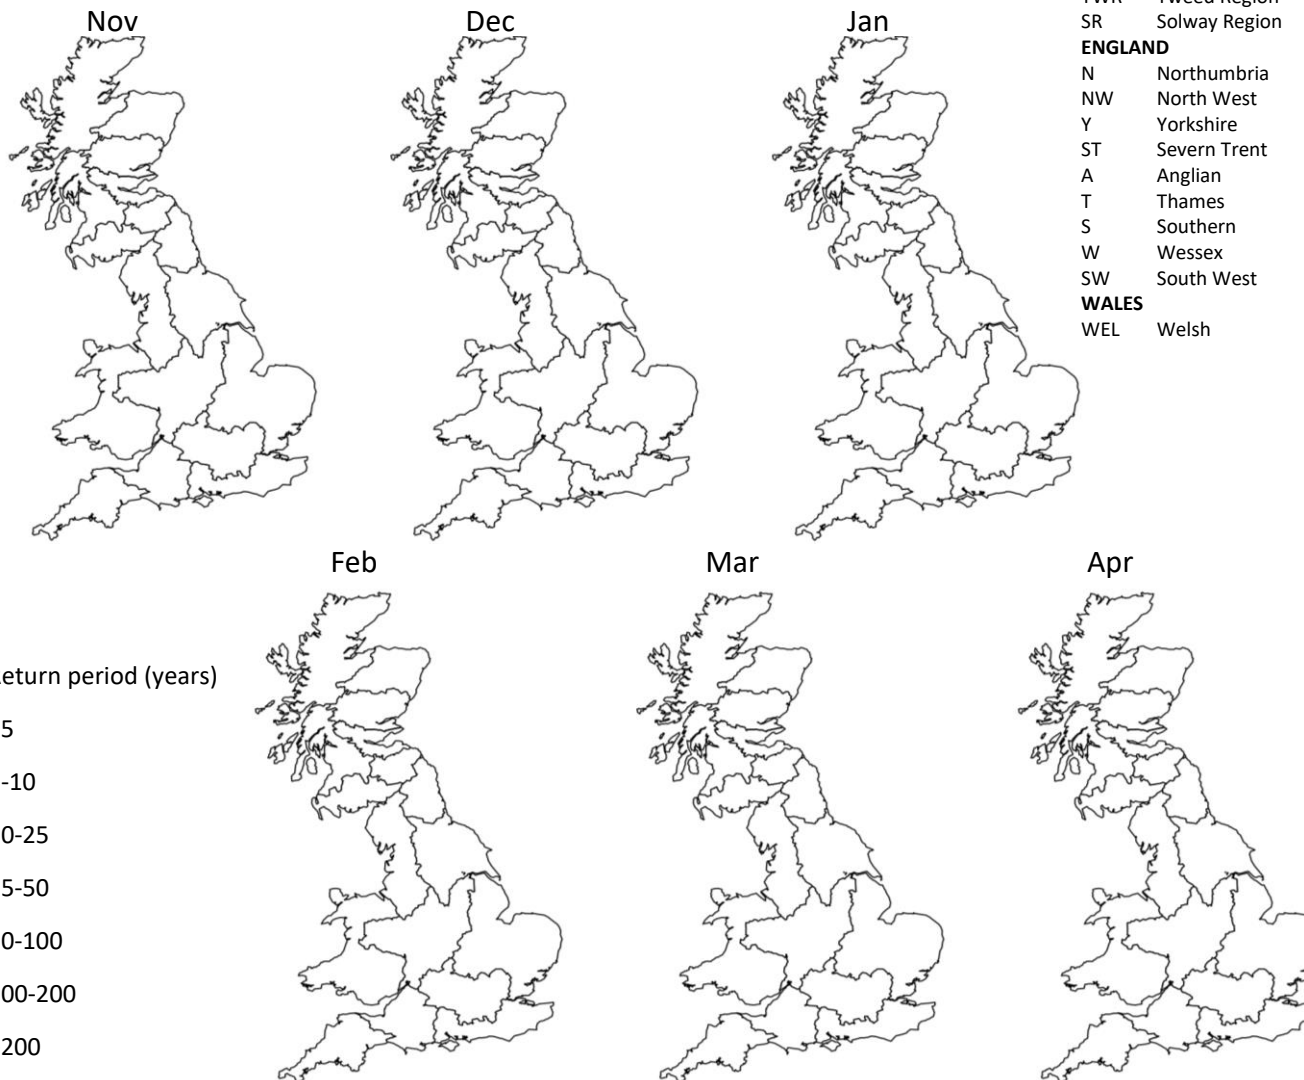 Nov
Dec
Jan
Tweed Region
SR Solway Region
ENGLAND
N Northumbria
NW North West
Y Yorkshire
ST Severn Trent
A Anglian
T Thames
S Southern
W Wessex
SW South West
WALES
WEL Welsh
Feb
Mar
Apr
eturn period (years)
5
-10
0-25
5-50
0-100
00-200
200